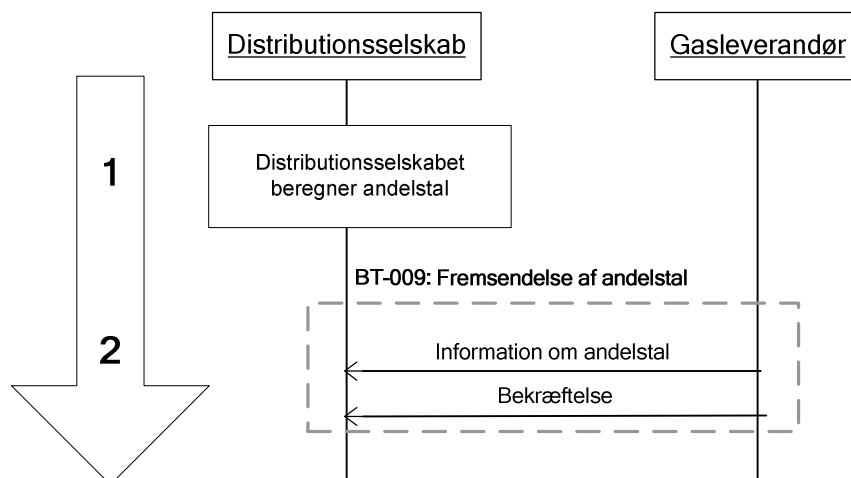 Distributionsselskab
Gasleverandør
1
Distributionsselskabet
beregner andelstal
BT-009: Fremsendelse af andelstal
2
Information om andelstal
Bekræftelse